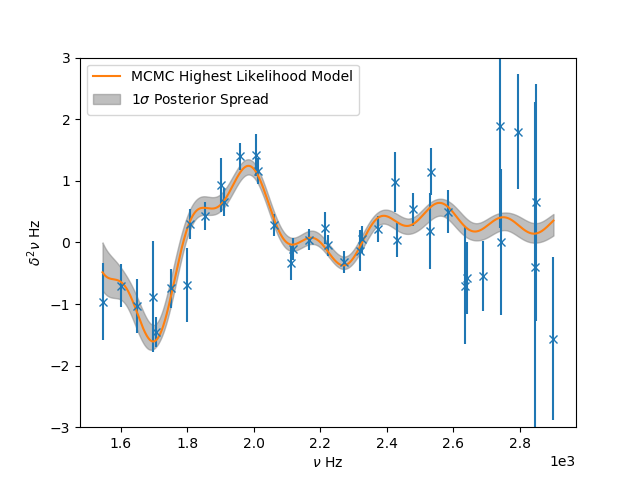 MCMC Highest Likelihood Model
1σ Posterior Spread
3
2
1
0
−1
−2
−3
δ²ν Hz
1.6 1.8 2.0 2.2 2.4 2.6 2.8
1e3
ν Hz